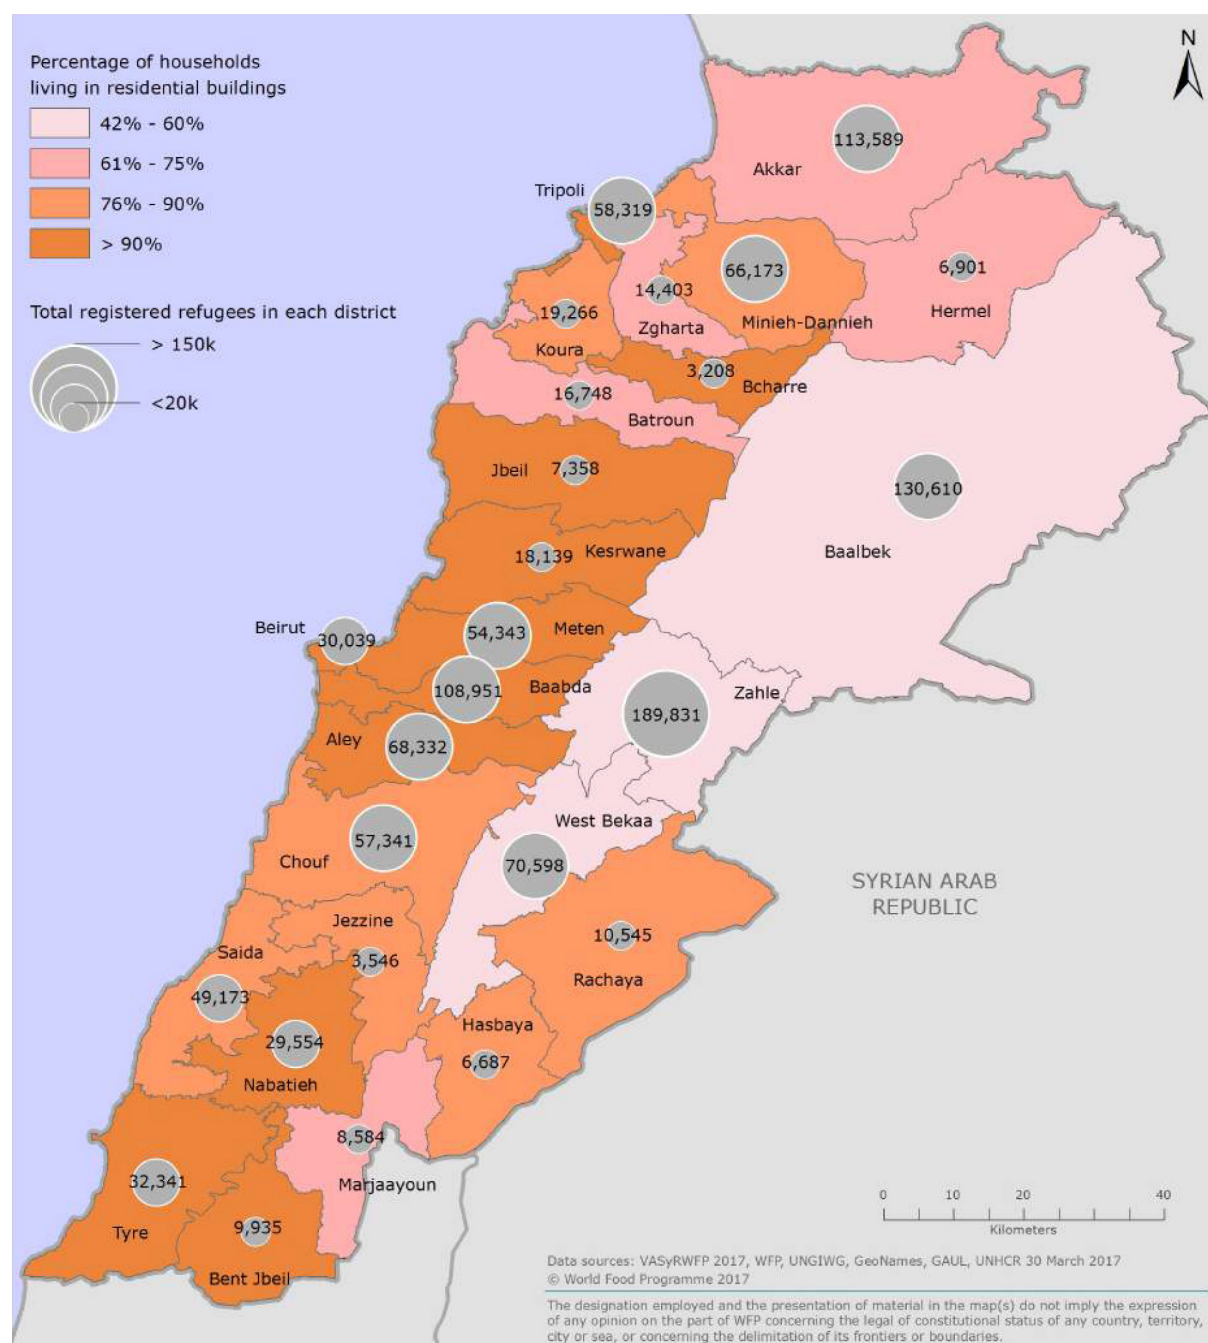 Percentage of households
living in residential buildings
42% - 60%
61% - 75%
76% - 90%
> 90%
Total registered refugees in each district
> 150k
<20k
N
113,589
Akkar
Tripoli
58,319
66,173
6,901
14,403
Hermel
19,266
Zgharta
Minieh-Dannieh
Koura
3,208
Bcharre
16,748
Batroun
Jbeil
7,358
130,610
Baalbek
Kesrwane
18,139
Beirut
30,039
54,343
Meten
Baabda
108,951
Zahle
189,831
Aley
68,332
West Bekaa
57,341
Chouf
70,598
SYRIAN ARAB
REPUBLIC
Jezzine
10,545
Saida
3,546
Rachaya
49,173
Hasbaya
29,554
6,687
Nabatieh
8,584
Marjaayoun
32,341
Tyre
9,935
Bent Jbeil
0 10 20 40
Kilometers
Data sources: VASyRWFP 2017, WFP, UNGIWG, GeoNames, GAUL, UNHCR 30 March 2017
© World Food Programme 2017
The designation employed and the presentation of material in the map(s) do not imply the expression
of any opinion on the part of WFP concerning the legal of constitutional status of any country, territory,
city or sea, or concerning the delimitation of its frontiers or boundaries.